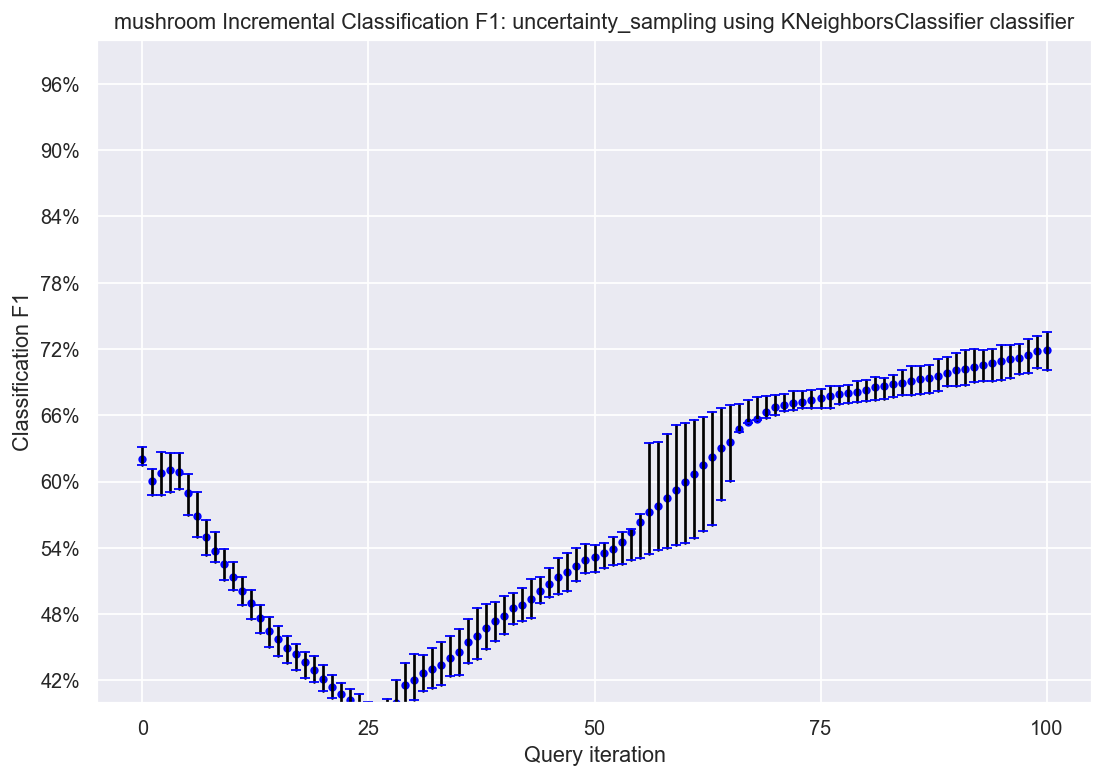 mushroom Incremental Classification F1: uncertainty_sampling using KNeighborsClassifier classifier
Classification F1
96%
90%
84%
78%
72%
66%
60%
54%
48%
42%
0 25 50 75 100
Query iteration